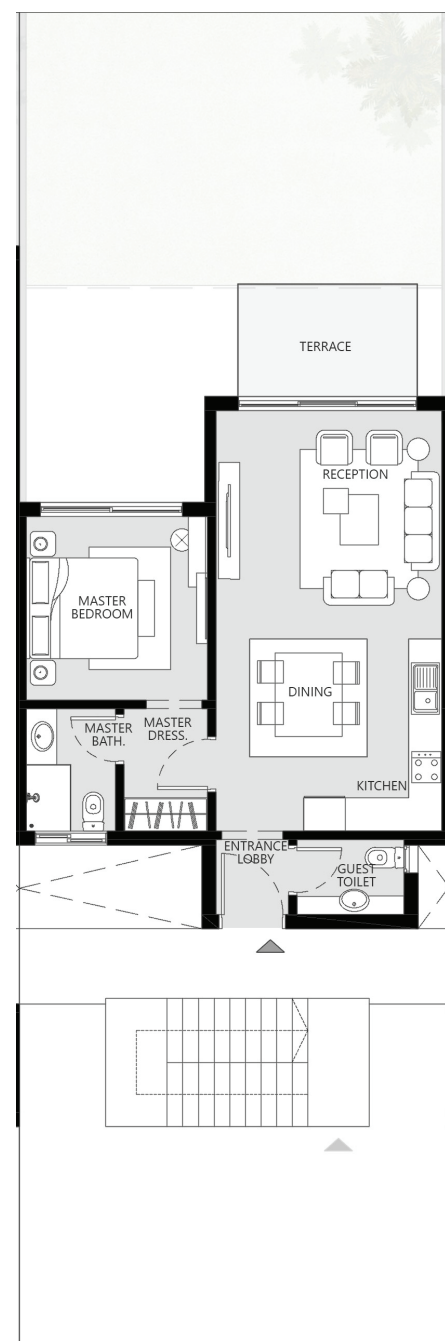 TERRACE
RECEPTION
MASTER
BEDROOM
DINING
MASTER
BATH.
MASTER
DRESS.
KITCHEN
ENTRANCE
LOBBY
GUEST
TOILET